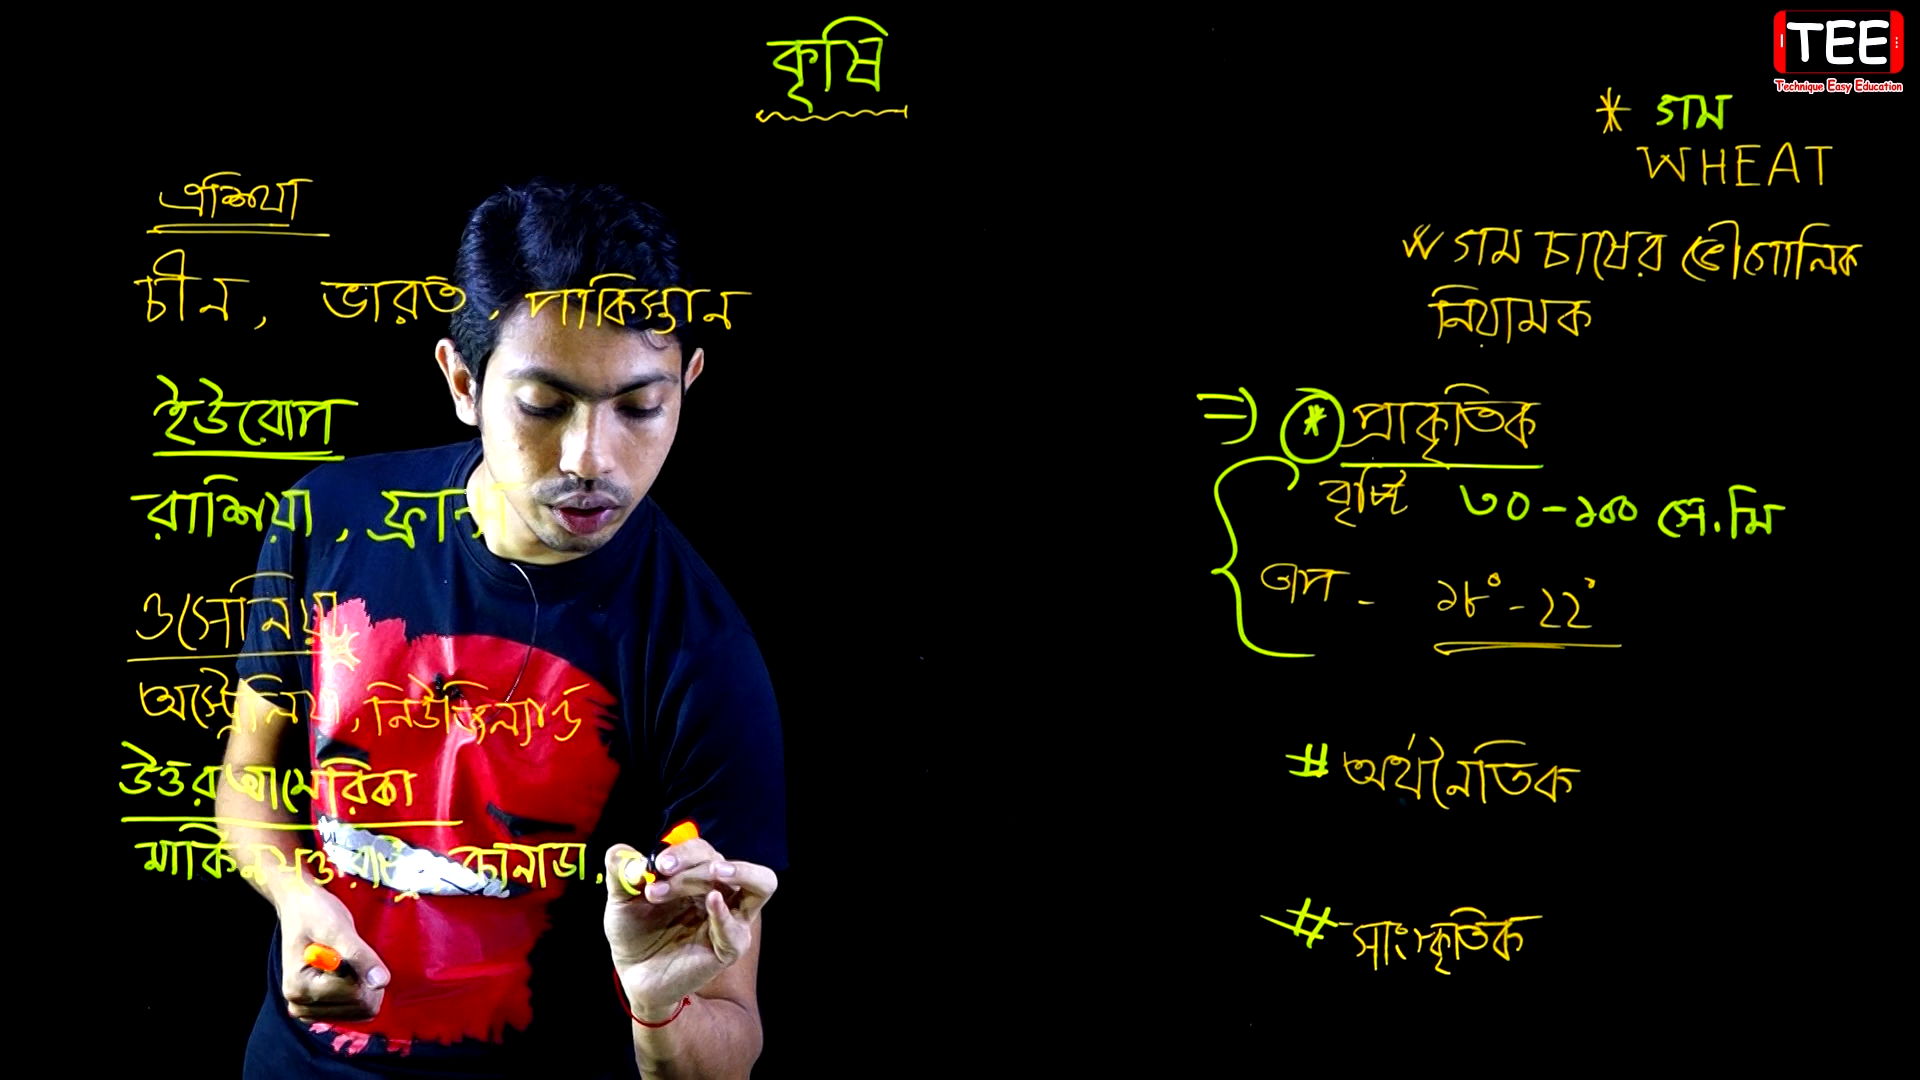 কৃষি
TEE
Technique Easy Education
* গম
WHEAT
এশিয়া
চীন, ভারত, পাকিস্তান
ইউরোপ
রাশিয়া, ফ্রান্স
ওসেনিয়া
অস্ট্রেলিয়া, নিউজিল্যান্ড
উত্তর আমেরিকা
মার্কিন যুক্তরাষ্ট্র, কানাডা,
* গম চাষের ভৌগোলিক
নিয়ামক
⇒ * প্রাকৃতিক
বৃষ্টি ৩০ - ১০০ সে.মি
তাপ - ১৮° - ২২°
# অর্থনৈতিক
# সাংস্কৃতিক